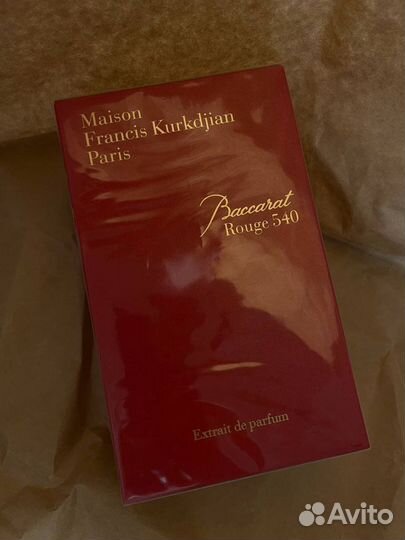 Maison
Francis Kurkdjian
Paris
Baccarat
Rouge 540
Extrait de parfum
Avito